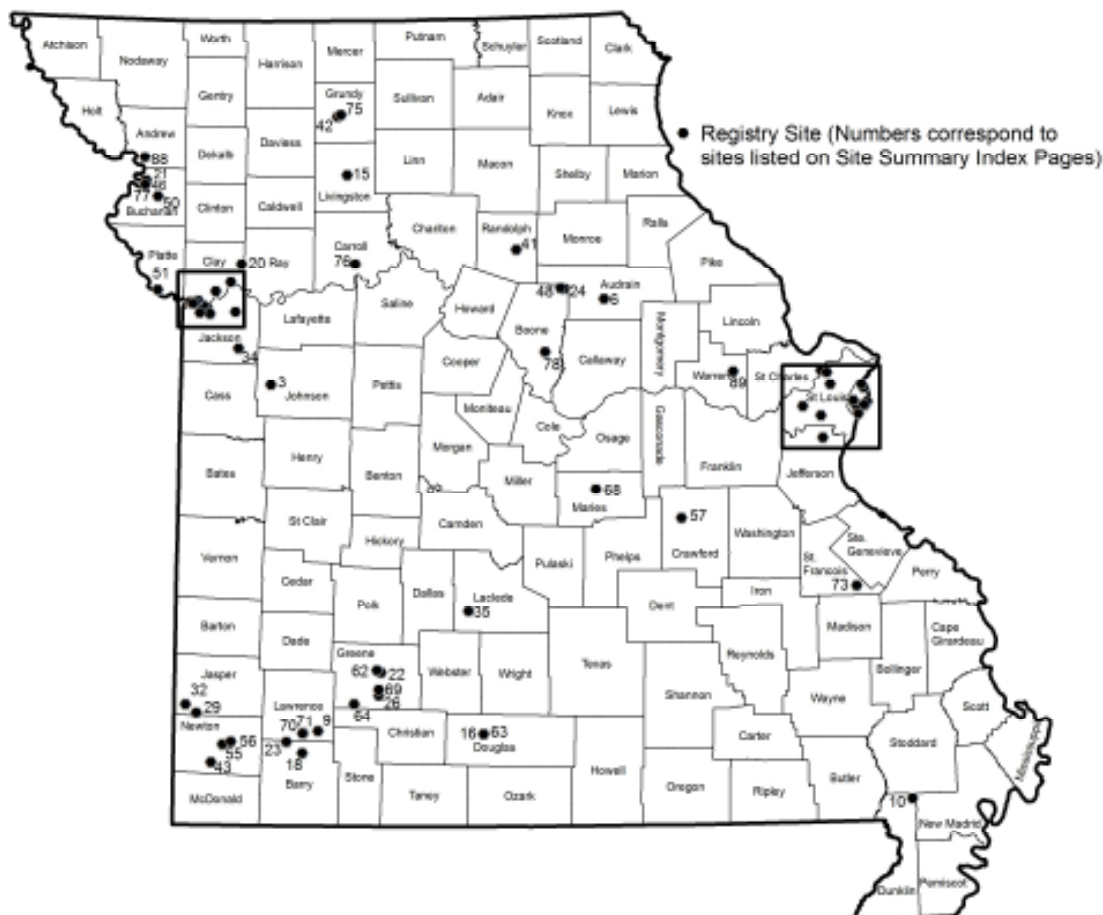 Atchison
Nodaway
Worth
Harrison
Mercer
Putnam
Schuyler
Scotland
Clark
Holt
Gentry
Grundy
75
42
Sullivan
Adair
Knox
Lewis
Andrew
88
Dekalb
Daviess
Linn
Macon
Shelby
Marion
21
46
77
50
Buchanan
Clinton
Caldwell
15
Livingston
● Registry Site (Numbers correspond to
sites listed on Site Summary Index Pages)
Chariton
Randolph
41
Monroe
Ralls
Pike
Platte
51
Clay
20
Ray
Carroll
76
Saline
Howard
48
24
Audrain
6
Lafayette
Boone
78
Callaway
Montgomery
Lincoln
Warren
89
St Charles
St Louis
Jackson
34
Cass
3
Johnson
Pettis
Cooper
Moniteau
Cole
Osage
Gasconade
Franklin
Jefferson
Bates
Henry
Benton
Morgan
Miller
68
Maries
57
Crawford
Washington
St Clair
Camden
Hickory
Vernon
Cedar
Polk
Dallas
Laclede
35
Pulaski
Phelps
Dent
Iron
St.
Francois
73
Ste.
Genevieve
Perry
Barton
Dade
Greene
62
22
69
26
64
Webster
Wright
Texas
Shannon
Reynolds
Madison
Bollinger
Cape
Girardeau
Jasper
32
29
Lawrence
70
71
9
23
18
Barry
Newton
56
55
43
McDonald
Stone
Christian
16
63
Douglas
Taney
Ozark
Howell
Oregon
Carter
Ripley
Wayne
Butler
Stoddard
Scott
Mississippi
10
New Madrid
Dunklin
Pemiscot